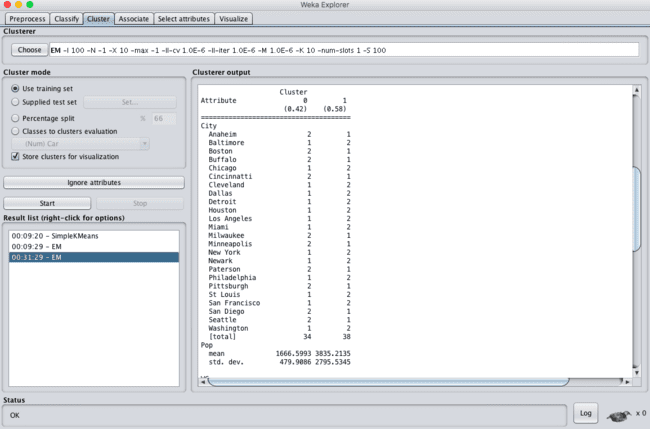 Weka Explorer
Preprocess Classify Cluster Associate Select attributes Visualize
Clusterer
Choose EM -I 100 -N -1 -X 10 -max -1 -ll-cv 1.0E-6 -ll-iter 1.0E-6 -M 1.0E-6 -K 10 -num-slots 1 -S 100
Cluster mode
Use training set
Supplied test set Set...
Percentage split % 66
Classes to clusters evaluation
(Num) Car
Store clusters for visualization
Ignore attributes
Start Stop
Result list (right-click for options)
00:09:20 - SimpleKMeans
00:09:29 - EM
00:31:29 - EM
Clusterer output
Cluster
Attribute 0 1
(0.42) (0.58)
======================================
City
Anaheim 2 1
Baltimore 1 2
Boston 2 1
Buffalo 2 1
Chicago 1 2
Cincinnatti 2 1
Cleveland 1 2
Dallas 1 2
Detroit 1 2
Houston 1 2
Los Angeles 1 2
Miami 1 2
Milwaukee 2 1
Minneapolis 2 1
New York 1 2
Newark 1 2
Paterson 2 1
Philadelphia 1 2
Pittsburgh 2 1
St Louis 1 2
San Francisco 1 2
San Diego 2 1
Seattle 2 1
Washington 1 2
[total] 34 38
Pop
mean 1666.5993 3835.2135
std. dev. 479.9086 2795.5345
Status
OK
Log x 0